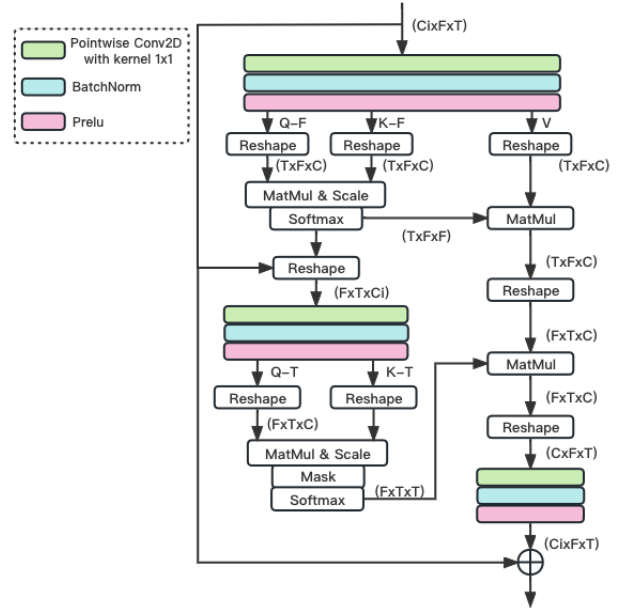 (CixFxT)
Pointwise Conv2D
with kernel 1x1
BatchNorm
Prelu
Q-F
K-F
V
Reshape
Reshape
Reshape
(TxFxC)
(TxFxC)
(TxFxC)
MatMul & Scale
Softmax
MatMul
(TxFxF)
Reshape
(TxFxC)
Reshape
(FxTxCi)
(FxTxC)
MatMul
Q-T
K-T
Reshape
Reshape
(FxTxC)
(FxTxC)
Reshape
MatMul & Scale
(CxFxT)
Mask
Softmax
(FxTxT)
(CixFxT)